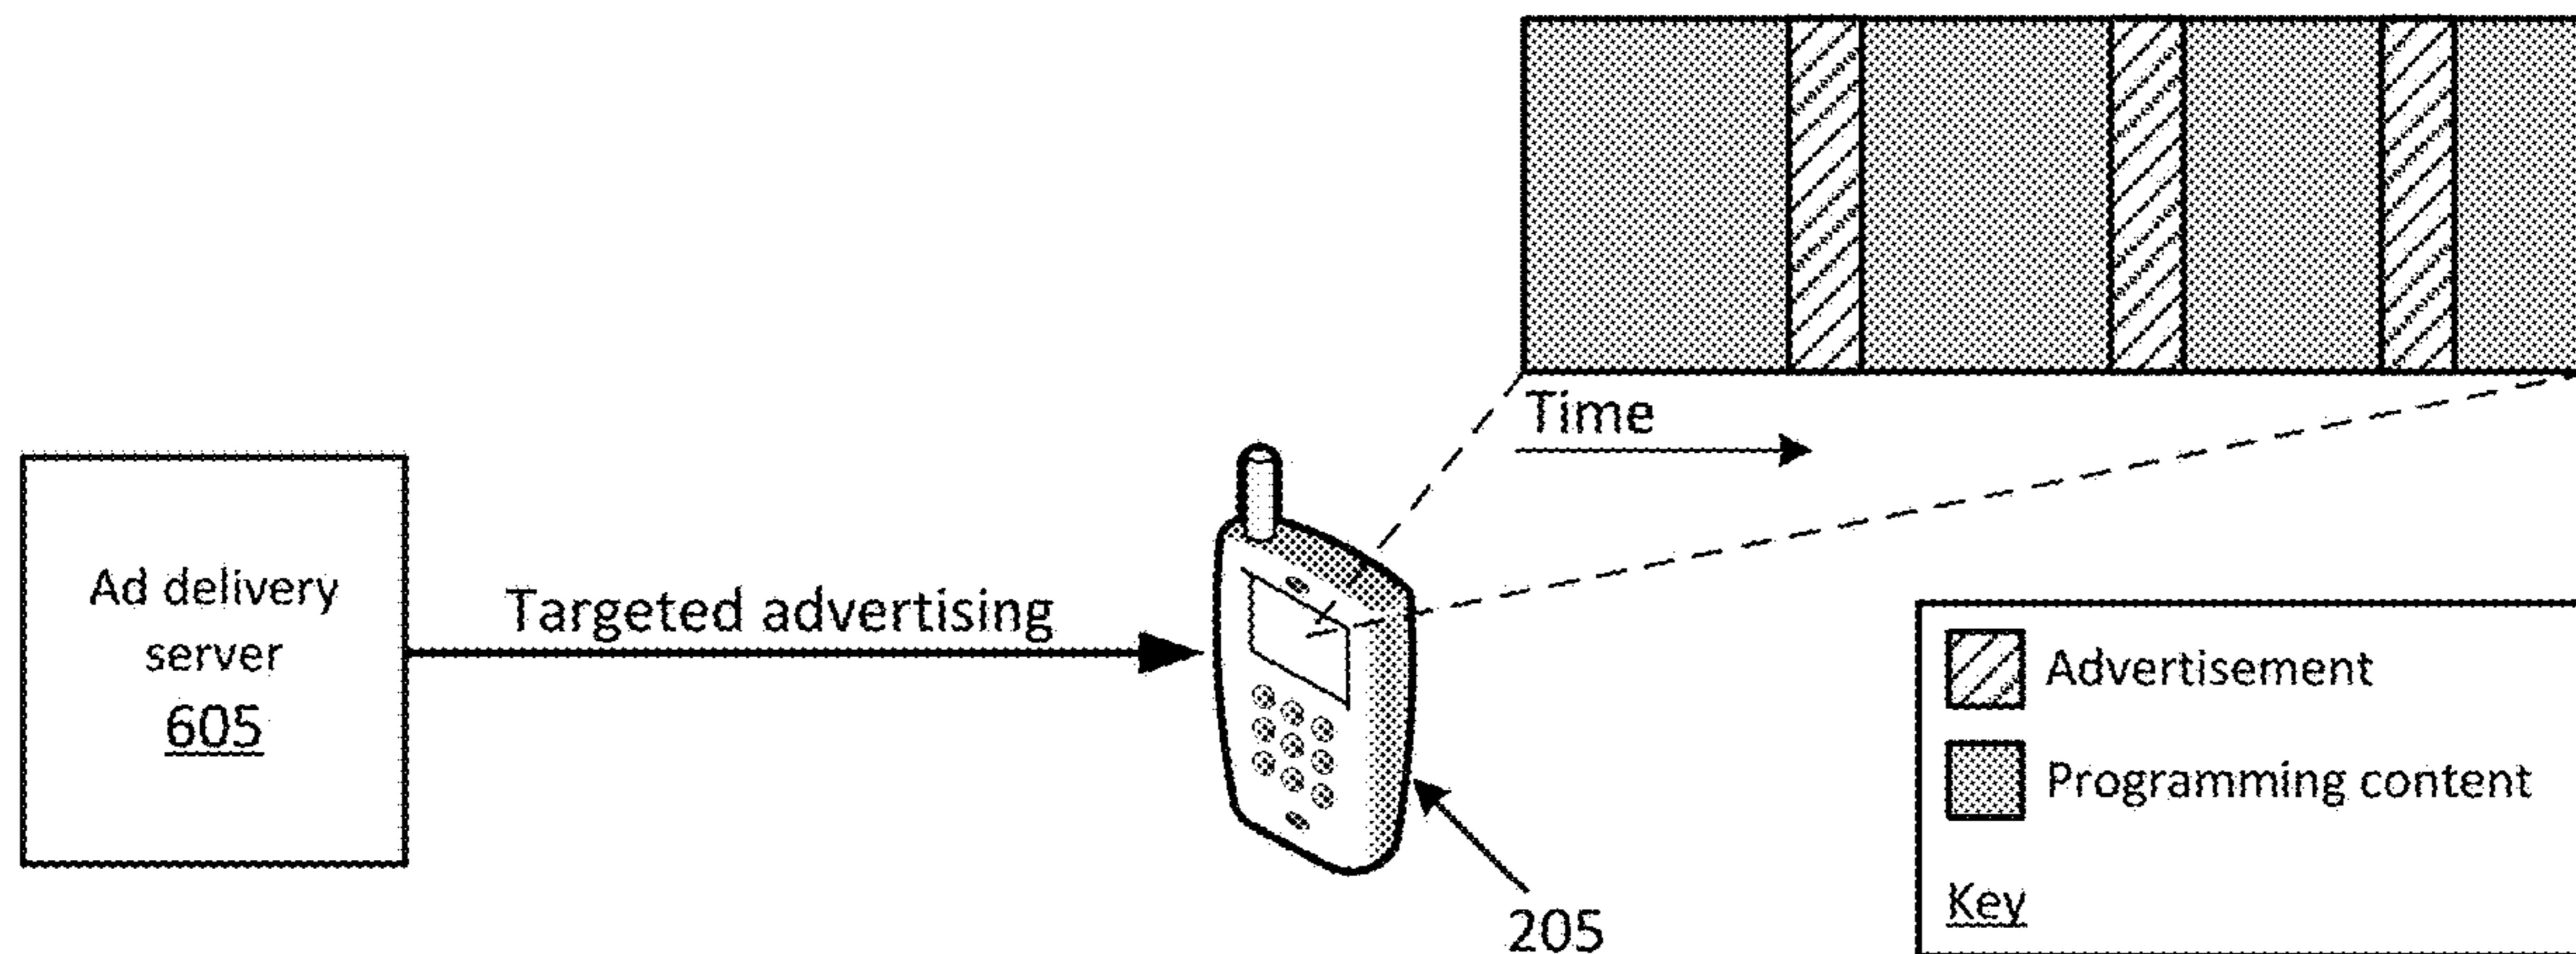 Time
Ad delivery
server
605
Targeted advertising
205
Advertisement
Programming content
Key